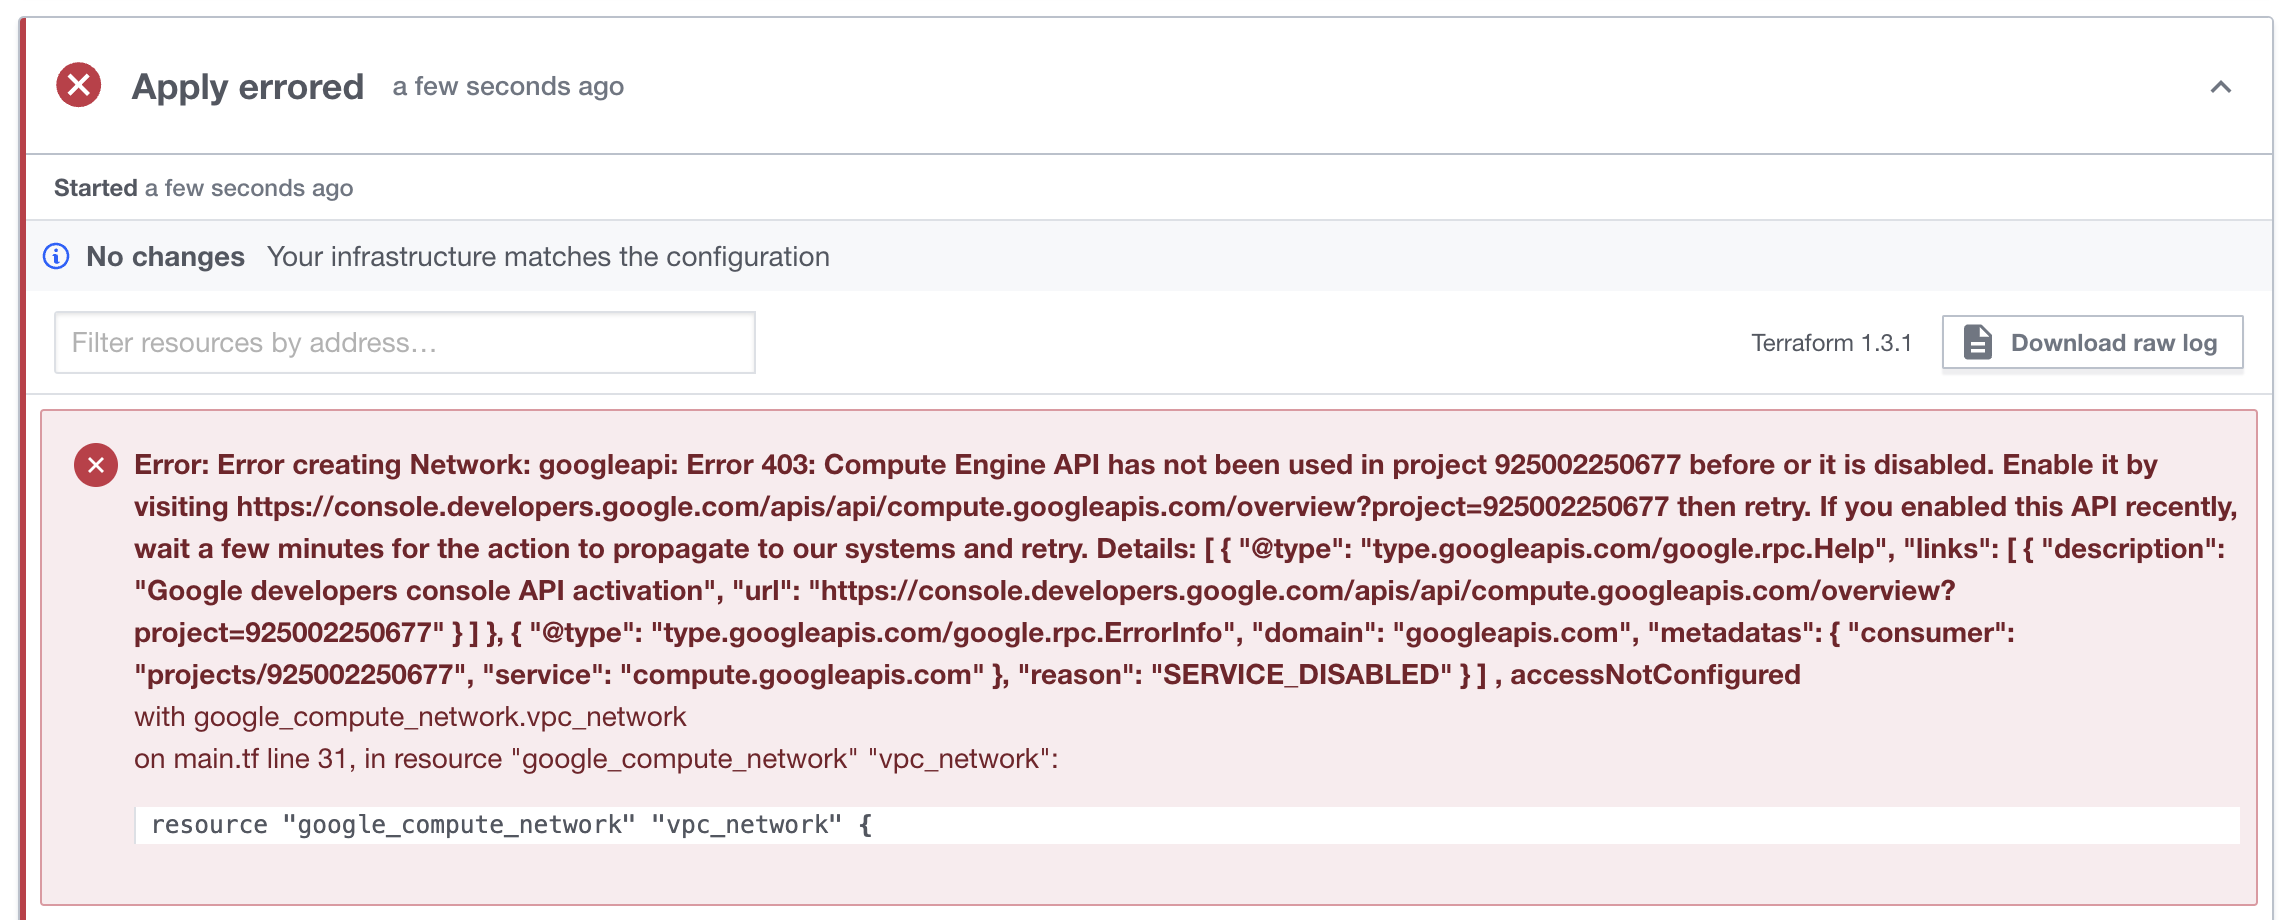 Apply errored a few seconds ago
Started a few seconds ago
No changes Your infrastructure matches the configuration
Filter resources by address…
Terraform 1.3.1
Download raw log
Error: Error creating Network: googleapi: Error 403: Compute Engine API has not been used in project 925002250677 before or it is disabled. Enable it by
visiting https://console.developers.google.com/apis/api/compute.googleapis.com/overview?project=925002250677 then retry. If you enabled this API recently,
wait a few minutes for the action to propagate to our systems and retry. Details: [ { "@type": "type.googleapis.com/google.rpc.Help", "links": [ { "description":
"Google developers console API activation", "url": "https://console.developers.google.com/apis/api/compute.googleapis.com/overview?
project=925002250677" } ] }, { "@type": "type.googleapis.com/google.rpc.ErrorInfo", "domain": "googleapis.com", "metadatas": { "consumer":
"projects/925002250677", "service": "compute.googleapis.com" }, "reason": "SERVICE_DISABLED" } ] , accessNotConfigured
with google_compute_network.vpc_network
on main.tf line 31, in resource "google_compute_network" "vpc_network":
resource "google_compute_network" "vpc_network" {